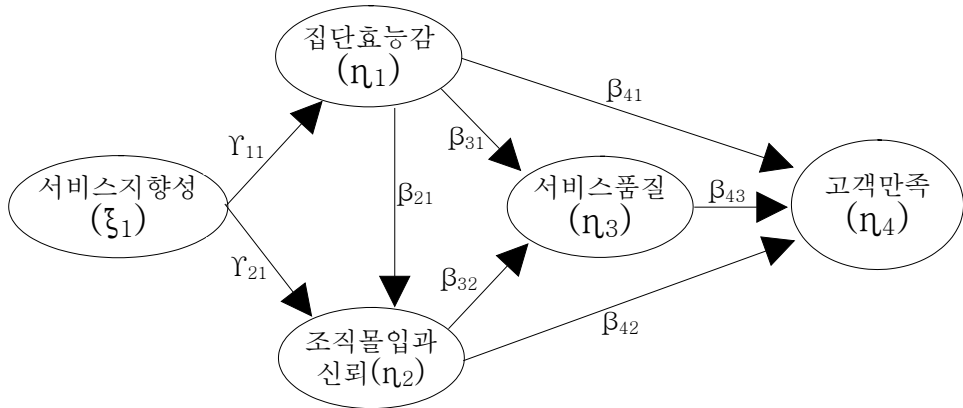 집단효능감
(η1)
β41
β31
ϒ11
서비스지향성
(ξ1)
β21
서비스품질
(η3)
β43
고객만족
(η4)
ϒ21
β32
β42
조직몰입과
신뢰(η2)